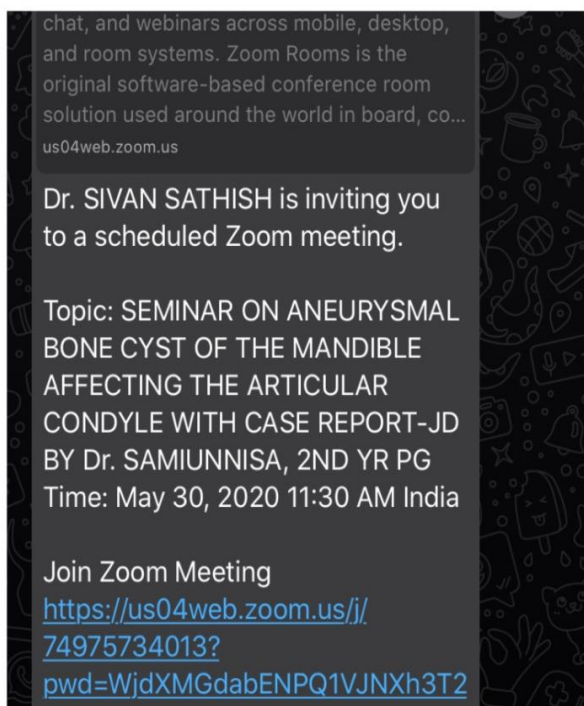 chat, and webinars across mobile, desktop,
and room systems. Zoom Rooms is the
original software-based conference room
solution used around the world in board, co...
us04web.zoom.us
Dr. SIVAN SATHISH is inviting you
to a scheduled Zoom meeting.
Topic: SEMINAR ON ANEURYSMAL
BONE CYST OF THE MANDIBLE
AFFECTING THE ARTICULAR
CONDYLE WITH CASE REPORT-JD
BY Dr. SAMIUNNISA, 2ND YR PG
Time: May 30, 2020 11:30 AM India
Join Zoom Meeting
https://us04web.zoom.us/j/
74975734013?
pwd=WjdXMGdabENPQ1VJNXh3T2